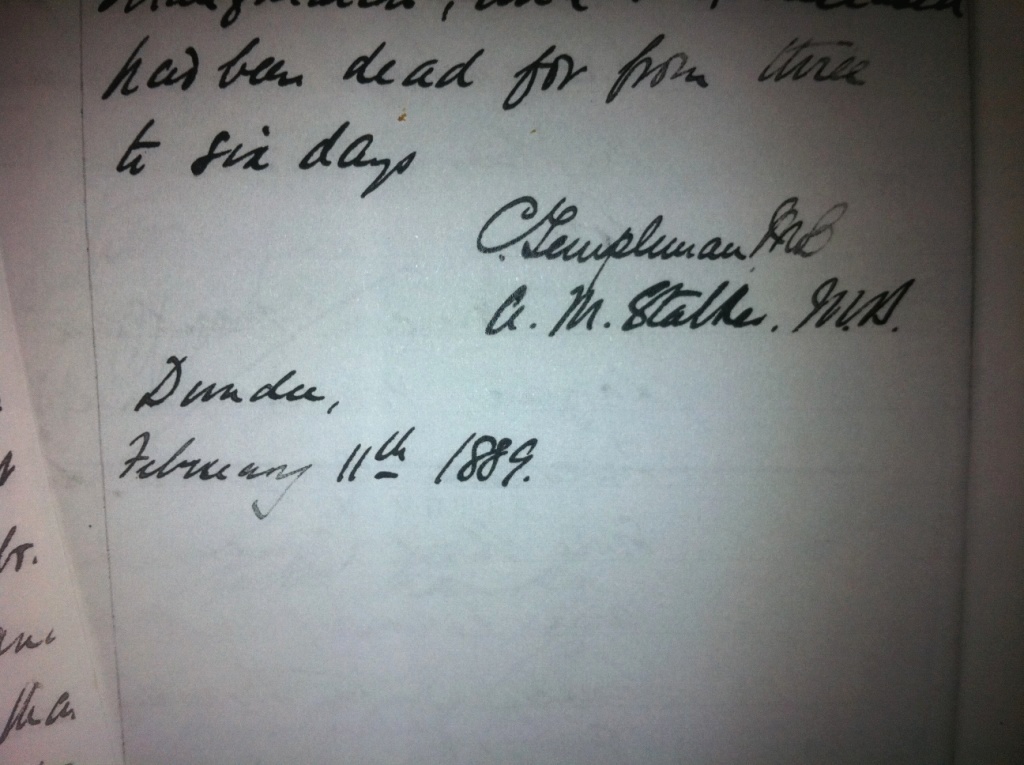 had been dead for from three
to six days
C. Templeman M.B.
A. M. Stalker, M.B.
Dundee,
February 11th 1889.